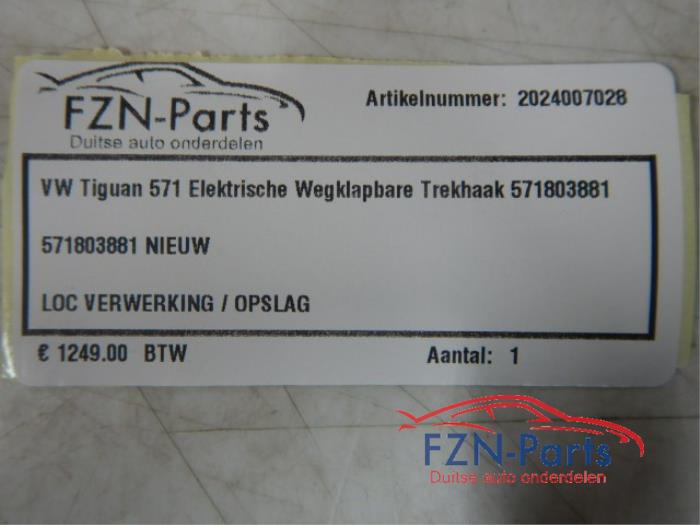 FZN-Parts
Duitse auto onderdelen
Artikelnummer: 2024007028
VW Tiguan 571 Elektrische Wegklapbare Trekhaak 571803881
571803881 NIEUW
LOC VERWERKING / OPSLAG
€ 1249.00 BTW
Aantal: 1
FZN-Parts
Duitse auto onderdelen